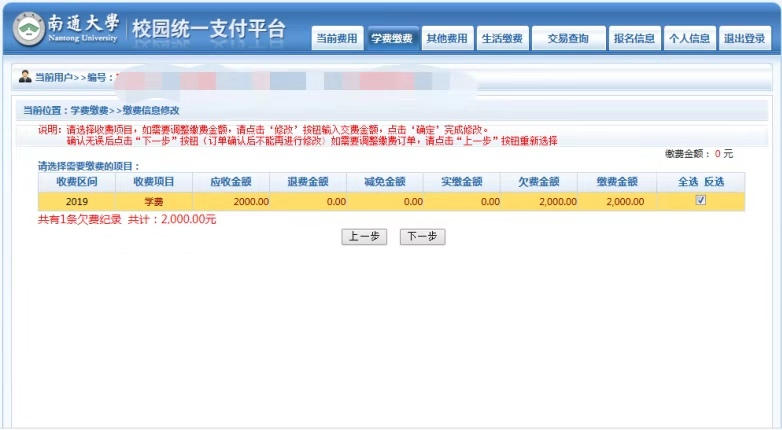 南通大学
Nantong University
校园统一支付平台
当前费用 学费缴费 其他费用 生活缴费 交易查询 报名信息 个人信息 退出登录
当前用户>>编号：
当前位置：学费缴费>>缴费信息修改
说明：请选择收费项目，如需要调整缴费金额，请点击‘修改’按钮输入交费金额，点击‘确定’完成修改。
确认无误后点击“下一步”按钮（订单确认后不能再进行修改）如需要调整缴费订单，请点击“上一步”按钮重新选择
缴费金额：0 元
请选择需要缴费的项目：
收费区间 收费项目 应收金额 退费金额 减免金额 实缴金额 欠费金额 缴费金额 全选 反选
2019 学费 2000.00 0.00 0.00 0.00 2,000.00 2,000.00
共有1条欠费纪录 共计：2,000.00元
上一步 下一步